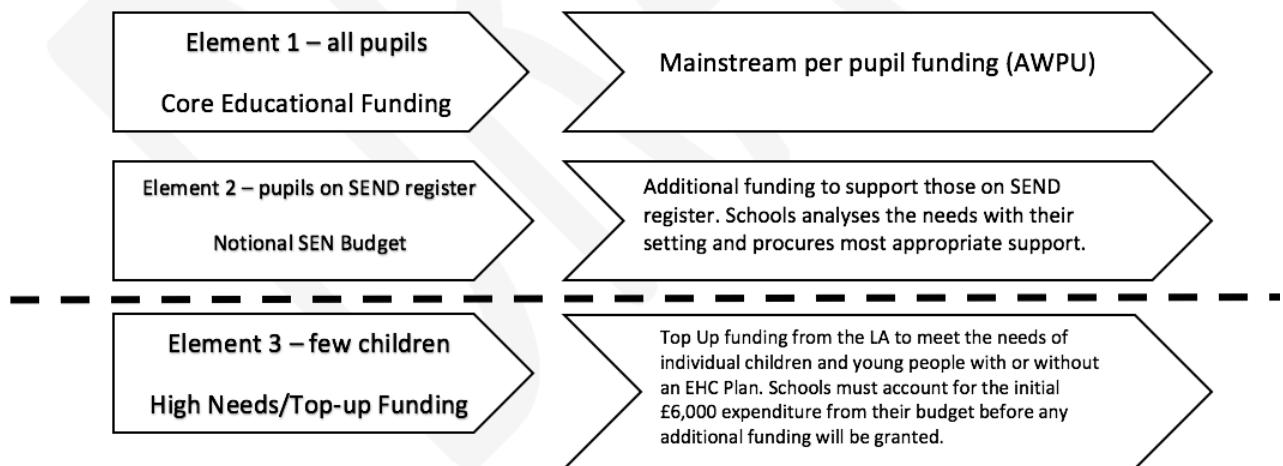 Element 1 – all pupils
Core Educational Funding
Mainstream per pupil funding (AWPU)
Element 2 – pupils on SEND register
Notional SEN Budget
Additional funding to support those on SEND
register. Schools analyses the needs with their
setting and procures most appropriate support.
Element 3 – few children
High Needs/Top-up Funding
Top Up funding from the LA to meet the needs of
individual children and young people with or without
an EHC Plan. Schools must account for the initial
£6,000 expenditure from their budget before any
additional funding will be granted.